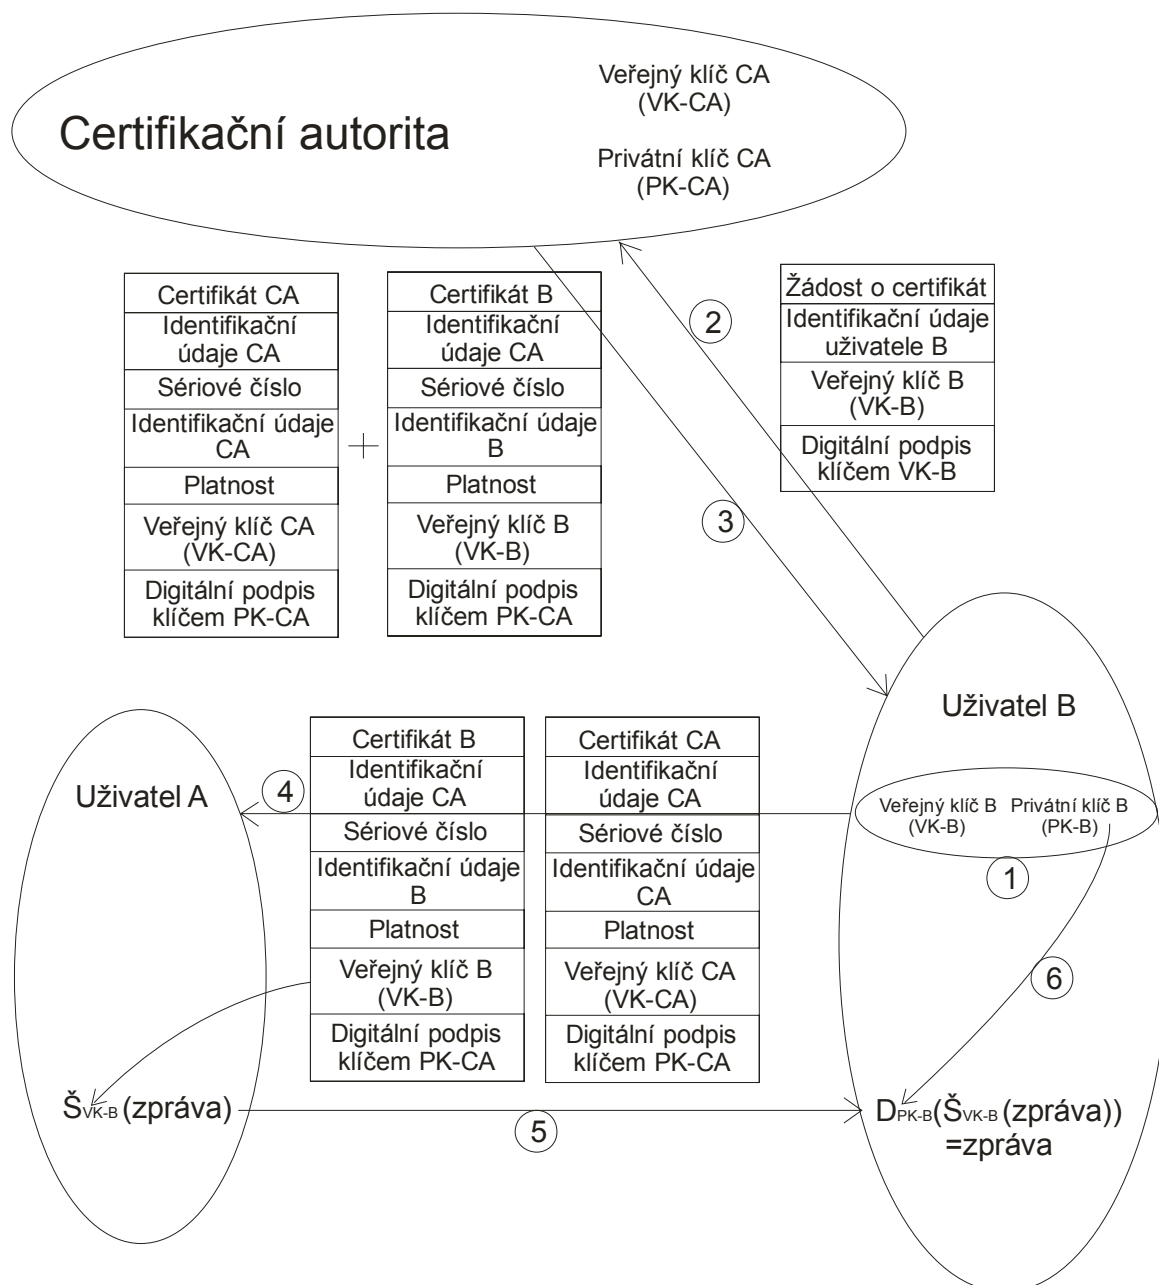 Veřejný klíč CA
(VK-CA)
Certifikační autorita
Privátní klíč CA
(PK-CA)
Certifikát CA
Identifikační
údaje CA
Sériové číslo
Identifikační údaje
CA
Platnost
Veřejný klíč CA
(VK-CA)
Digitální podpis
klíčem PK-CA
Certifikát B
Identifikační
údaje CA
Sériové číslo
Identifikační údaje
B
Platnost
Veřejný klíč B
(VK-B)
Digitální podpis
klíčem PK-CA
2
Žádost o certifikát
Identifikační údaje
uživatele B
Veřejný klíč B
(VK-B)
Digitální podpis
klíčem VK-B
3
Uživatel A
4
Certifikát B
Identifikační
údaje CA
Sériové číslo
Identifikační údaje
B
Platnost
Veřejný klíč B
(VK-B)
Digitální podpis
klíčem PK-CA
Certifikát CA
Identifikační
údaje CA
Sériové číslo
Identifikační údaje
CA
Platnost
Veřejný klíč CA
(VK-CA)
Digitální podpis
klíčem PK-CA
Uživatel B
Veřejný klíč B
(VK-B)
Privátní klíč B
(PK-B)
1
6
ŠVK-B (zpráva)
5
DPK-B(ŠVK-B (zpráva))
=zpráva